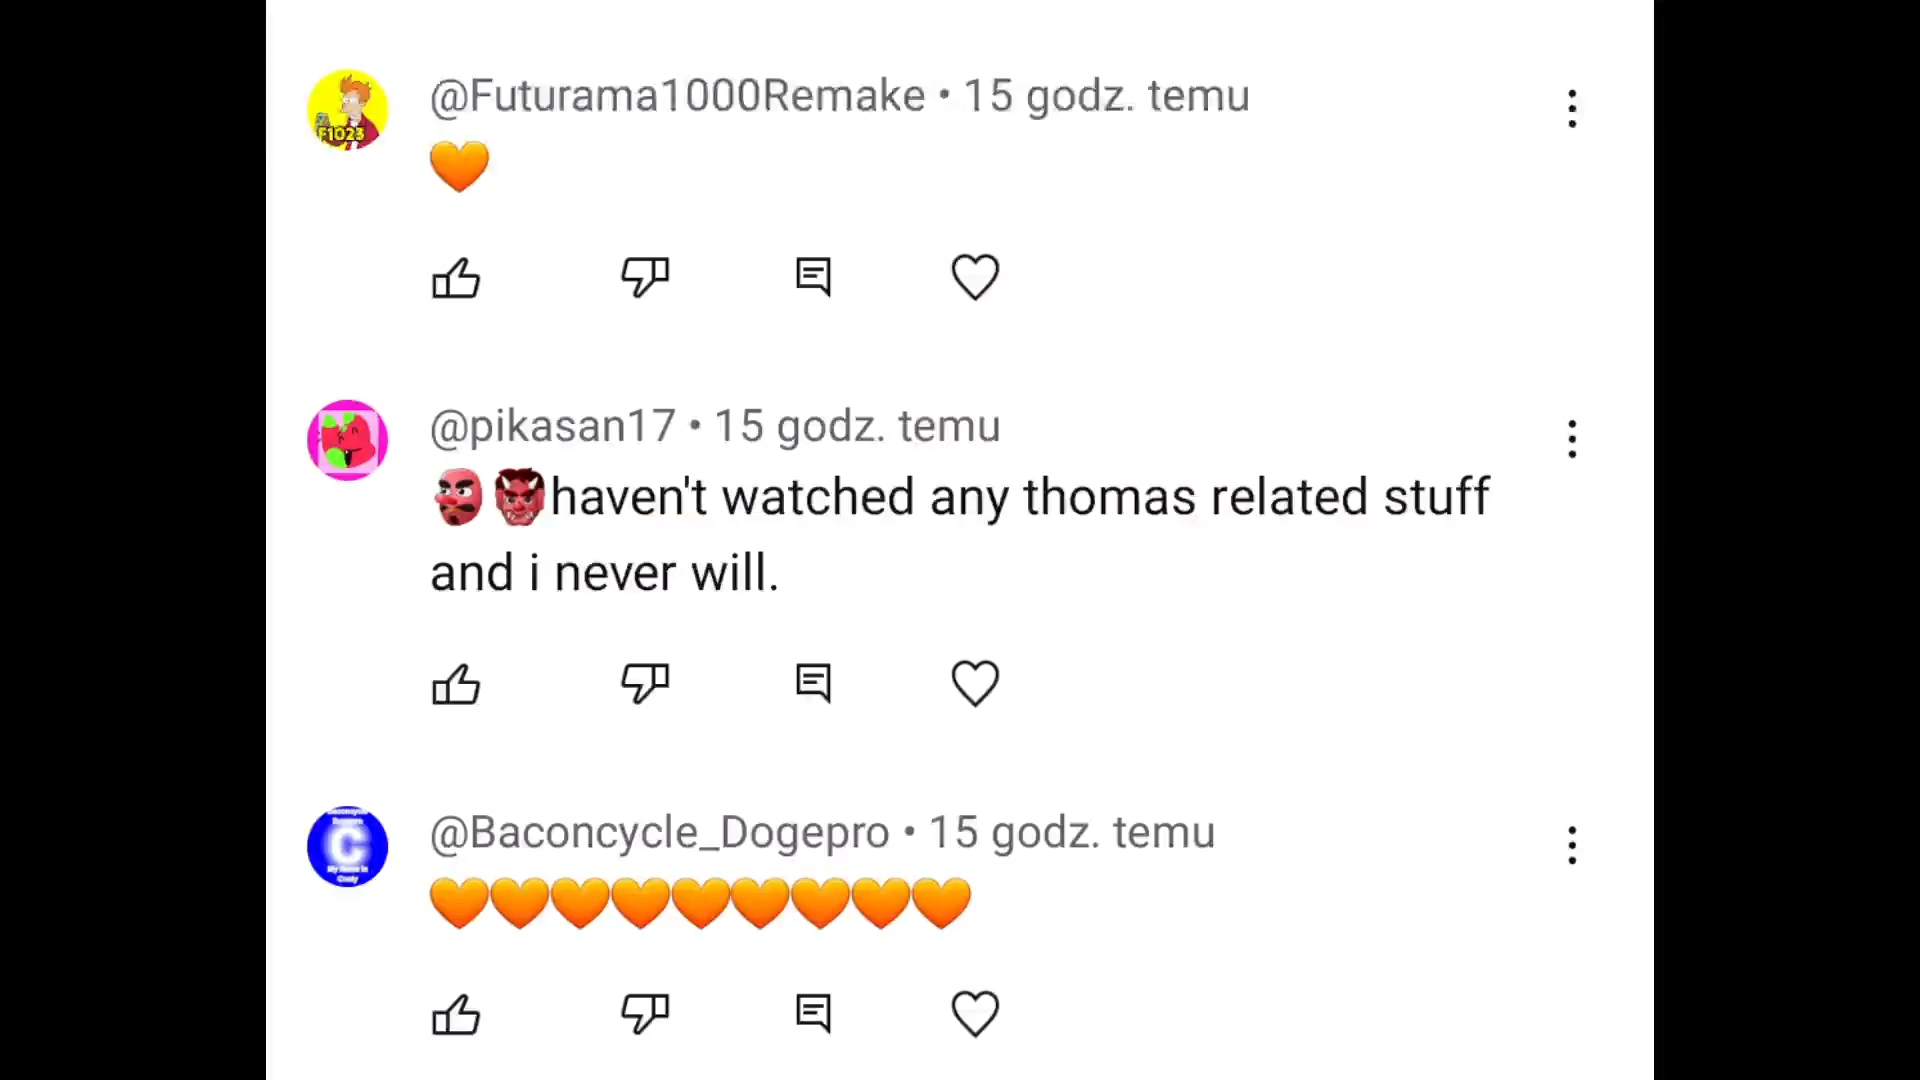 @Futurama1000Remake • 15 godz. temu
F1023
🧡
@pikasan17 • 15 godz. temu
👺👹haven't watched any thomas related stuff
and i never will.
@Baconcycle_Dogepro • 15 godz. temu
C
🧡🧡🧡🧡🧡🧡🧡🧡🧡